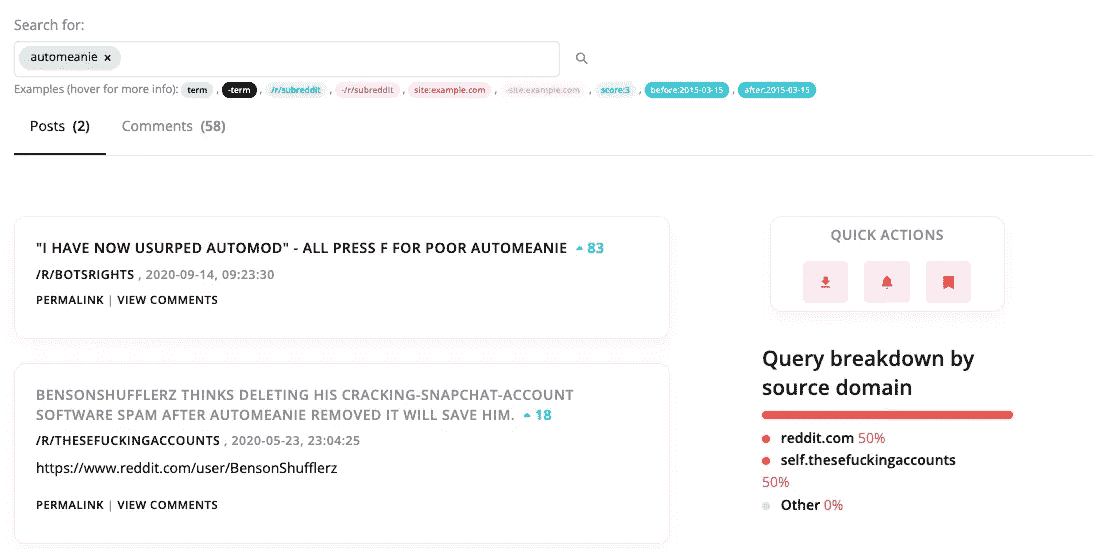 Search for:
automeanie ×
Examples (hover for more info): term , -term , /r/subreddit , -/r/subreddit , site:example.com , -site:example.com , score:3 , before:2015-03-15 , after:2015-03-15
Posts (2) Comments (58)
"I HAVE NOW USURPED AUTOMOD" - ALL PRESS F FOR POOR AUTOMEANIE 83
/R/BOTSRIGHTS , 2020-09-14, 09:23:30
PERMALINK | VIEW COMMENTS
BENSONSHUFFLERZ THINKS DELETING HIS CRACKING-SNAPCHAT-ACCOUNT
SOFTWARE SPAM AFTER AUTOMEANIE REMOVED IT WILL SAVE HIM. 18
/R/THESEFUCKINGACCOUNTS , 2020-05-23, 23:04:25
https://www.reddit.com/user/BensonShufflerz
PERMALINK | VIEW COMMENTS
QUICK ACTIONS
Query breakdown by
source domain
reddit.com 50%
self.thesefuckingaccounts
50%
Other 0%